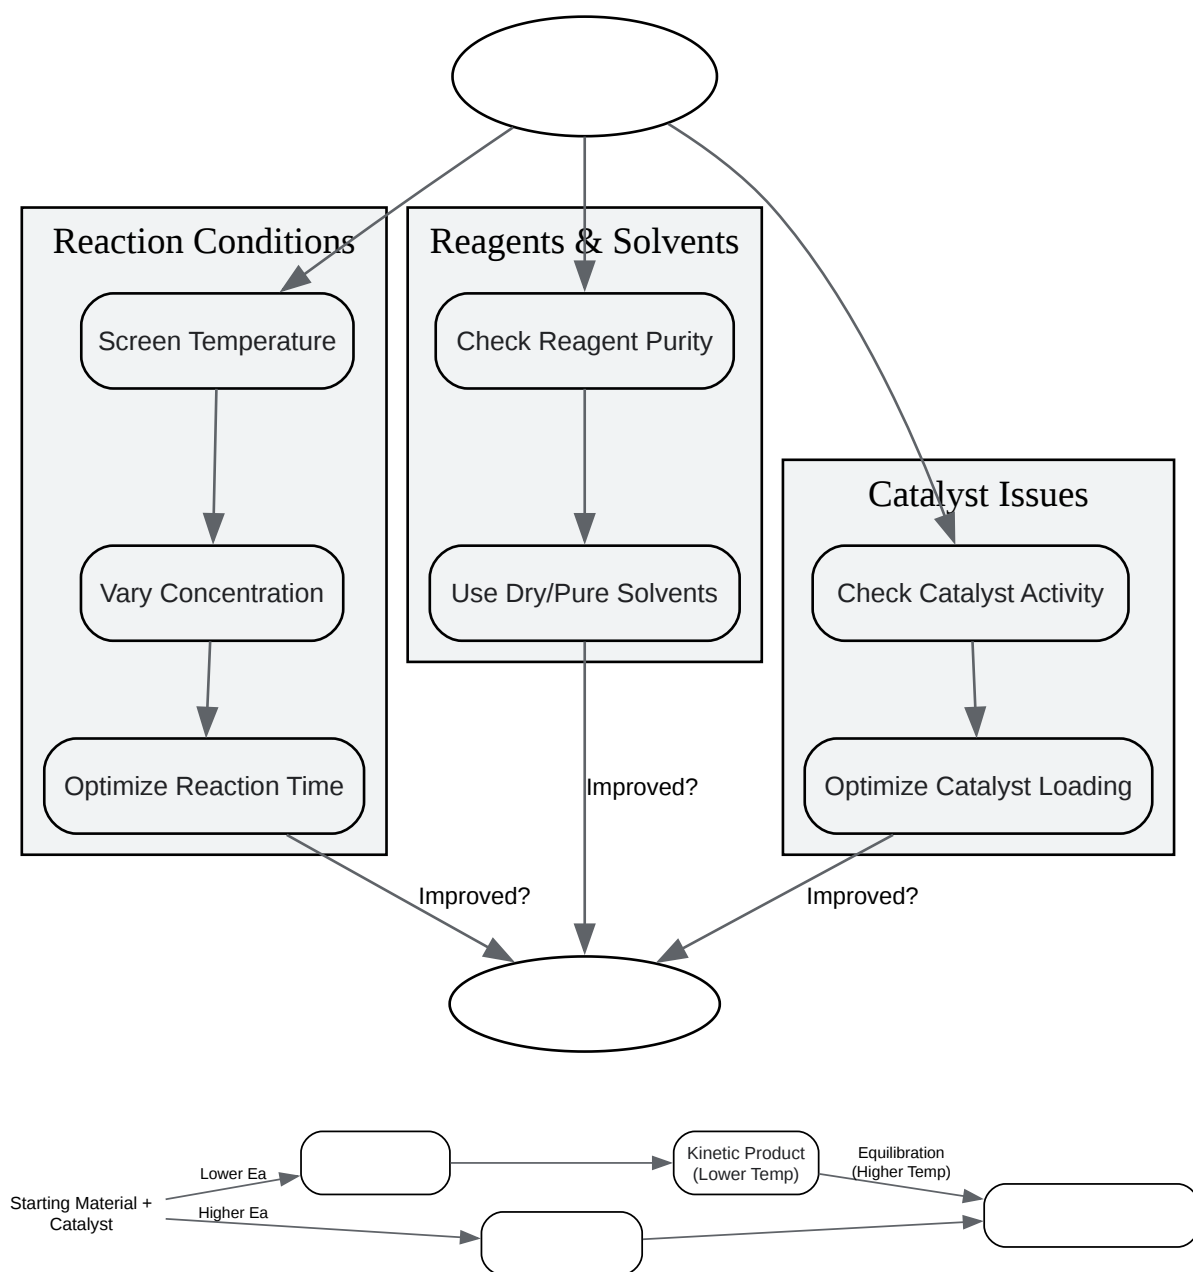 Reaction Conditions
Screen Temperature
Vary Concentration
Optimize Reaction Time
Reagents & Solvents
Check Reagent Purity
Use Dry/Pure Solvents
Catalyst Issues
Check Catalyst Activity
Optimize Catalyst Loading
Improved?
Improved?
Improved?
Starting Material +
Catalyst
Lower Ea
Higher Ea
Kinetic Product
(Lower Temp)
Equilibration
(Higher Temp)